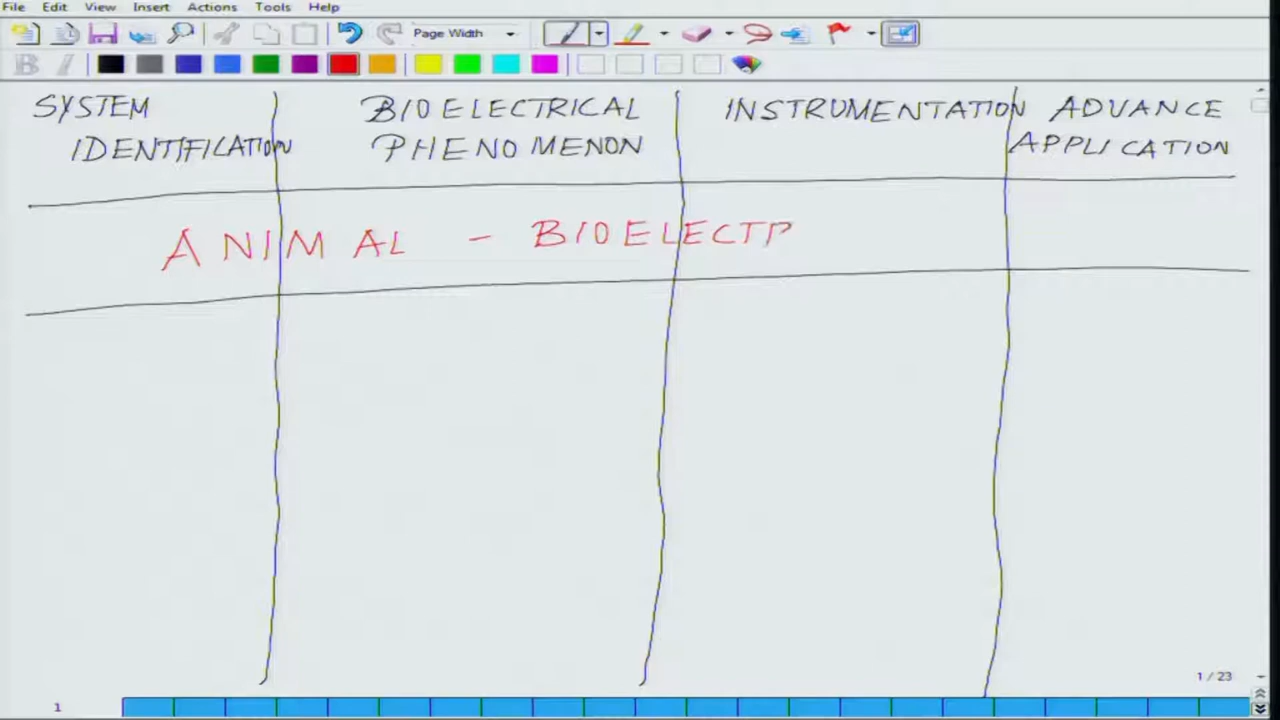 File Edit View Insert Actions Tools Help
Page Width
B I
SYSTEM IDENTIFICATION
BIOELECTRICAL PHENOMENON
INSTRUMENTATION
ADVANCE APPLICATION
ANIMAL - BIOELECTP
1 / 23
1